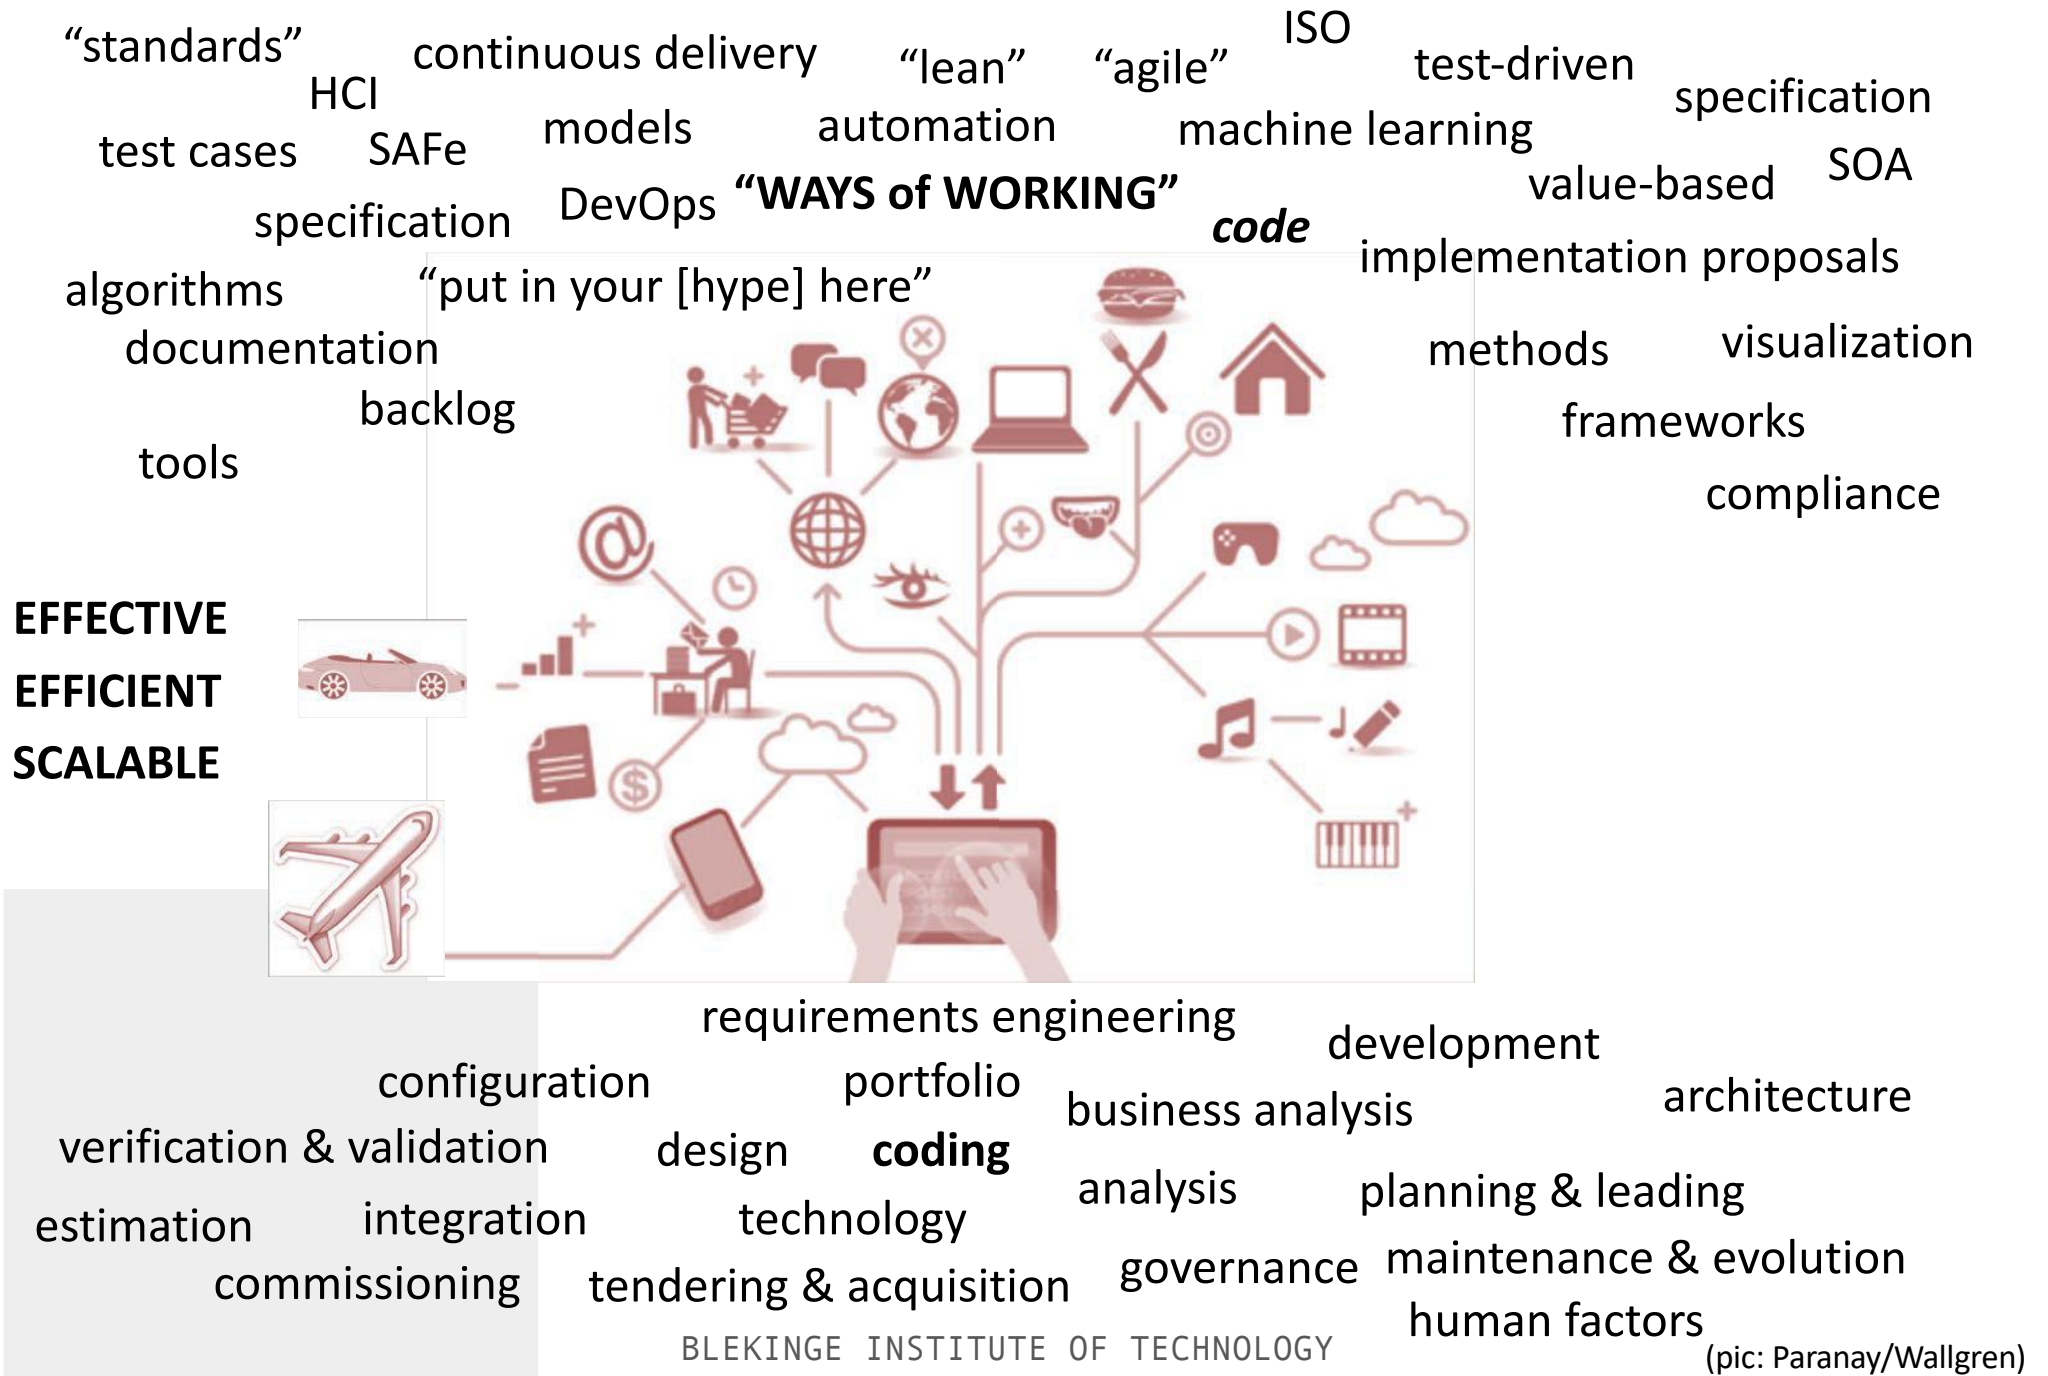 “standards”
continuous delivery
“lean”
“agile”
ISO
test-driven
HCI
specification
models
automation
machine learning
test cases
SAFe
SOA
value-based
DevOps
“WAYS of WORKING”
specification
code
implementation proposals
algorithms
“put in your [hype] here”
documentation
methods
visualization
backlog
frameworks
tools
compliance
EFFECTIVE
EFFICIENT
SCALABLE
requirements engineering
development
configuration
portfolio
business analysis
architecture
verification & validation
design
coding
analysis
planning & leading
estimation
integration
technology
governance
maintenance & evolution
commissioning
tendering & acquisition
human factors
BLEKINGE INSTITUTE OF TECHNOLOGY
(pic: Paranay/Wallgren)